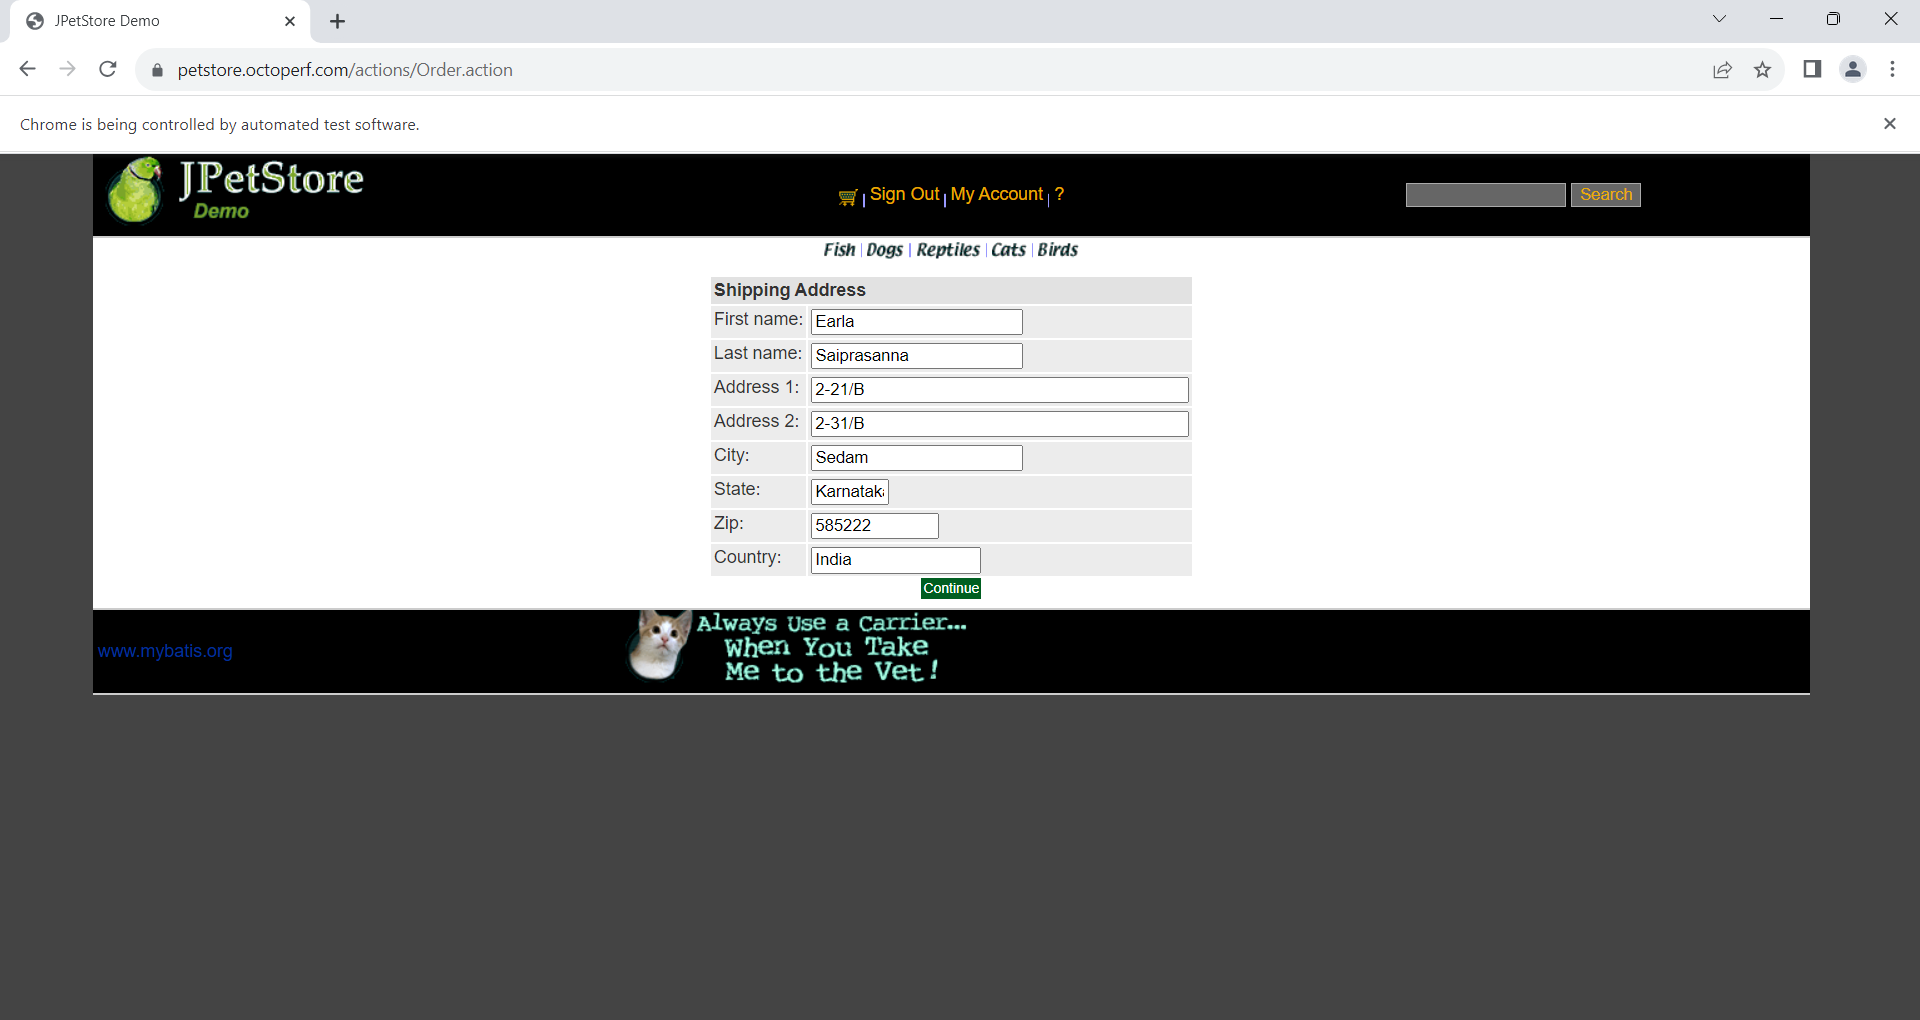 JPetStore Demo
petstore.octoperf.com/actions/Order.action
Chrome is being controlled by automated test software.
JPetStore
Demo
| Sign Out | My Account | ?
Search
Fish | Dogs | Reptiles | Cats | Birds
Shipping Address
First name: Earla
Last name: Saiprasanna
Address 1: 2-21/B
Address 2: 2-31/B
City: Sedam
State: Karnatak
Zip: 585222
Country: India
Continue
www.mybatis.org
Always Use a Carrier...
When You Take
Me to the Vet!